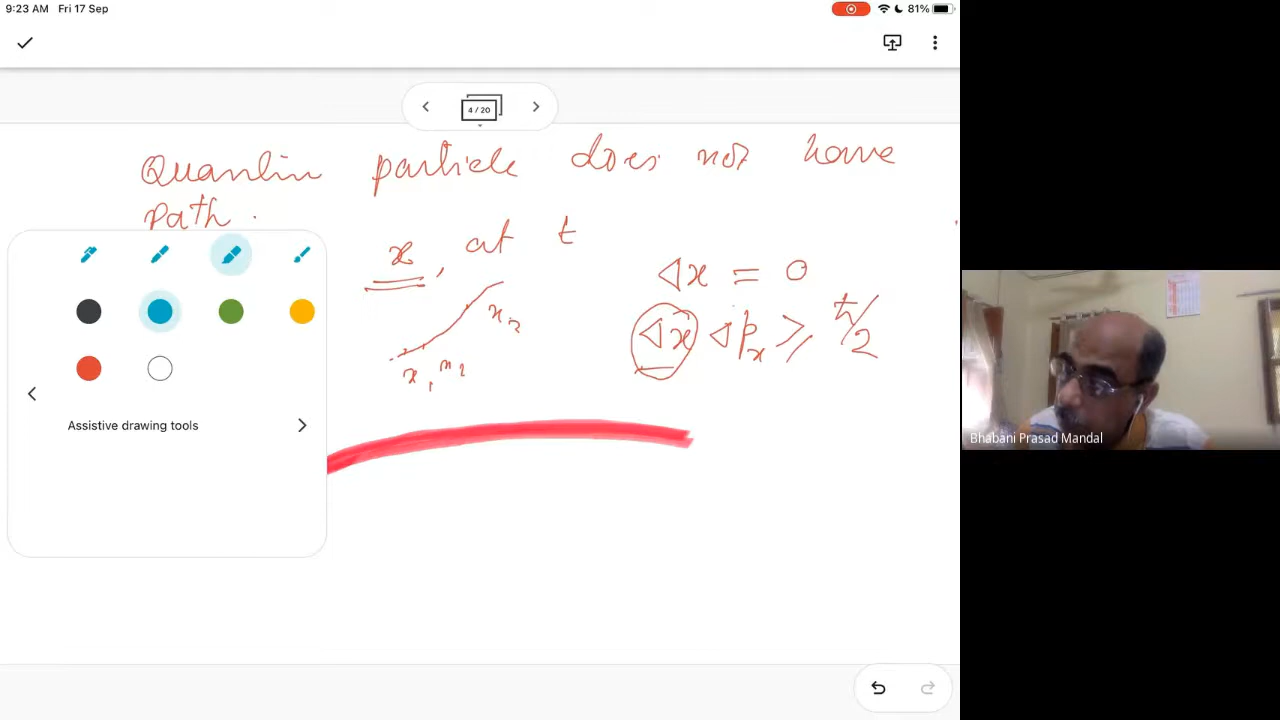 9:23 AM Fri 17 Sep
81%
4 / 20
Quantum particle does not have
path.
x, at t
Δx = 0
x₂
Δx Δpₓ ≥ ħ/2
x₁
Assistive drawing tools
Bhabani Prasad Mandal